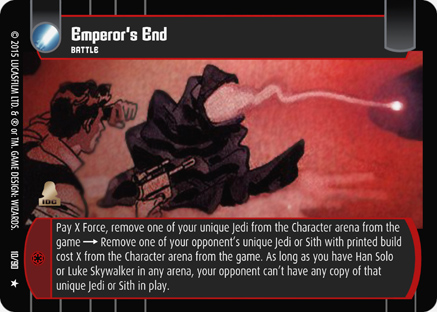 Emperor's End
BATTLE
© 2015 LUCASFILM LTD. & ® or TM. GAME DESIGN: WIZARDS.
IDC
Pay X Force, remove one of your unique Jedi from the Character arena from the
game → Remove one of your opponent's unique Jedi or Sith with printed build
cost X from the Character arena from the game. As long as you have Han Solo
or Luke Skywalker in any arena, your opponent can't have any copy of that
unique Jedi or Sith in play.
10/90 ★